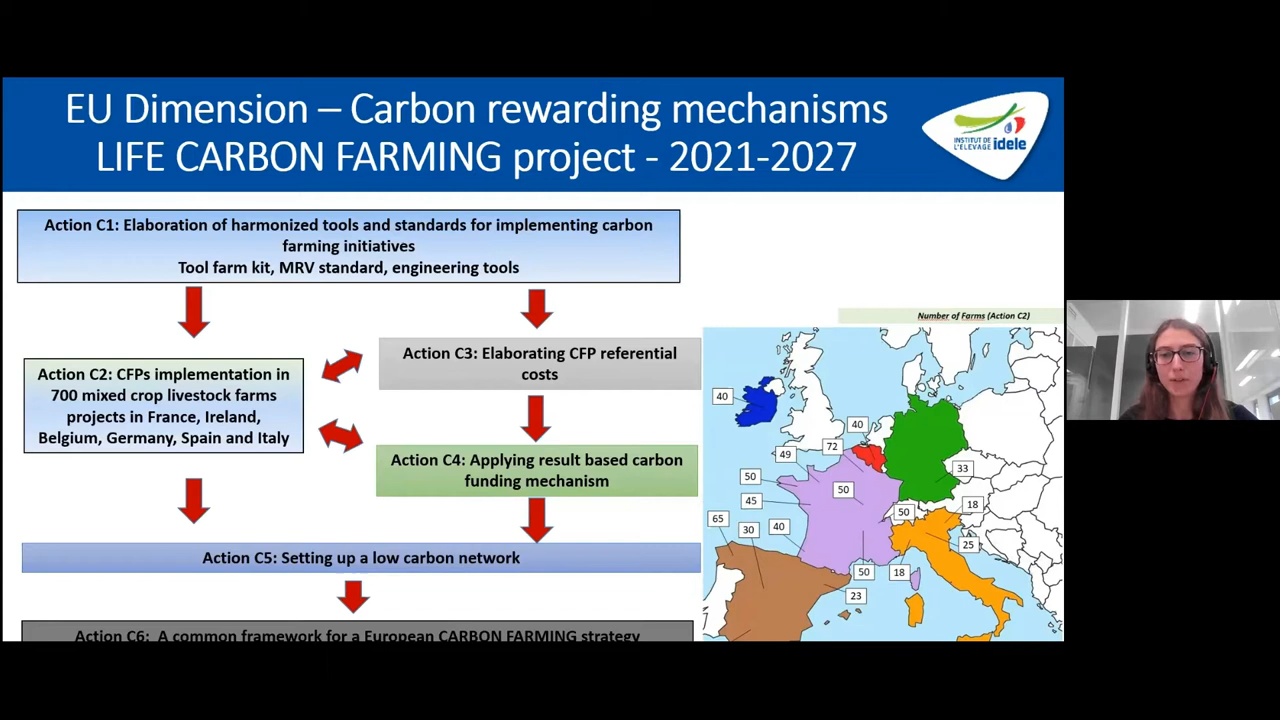 EU Dimension – Carbon rewarding mechanisms
LIFE CARBON FARMING project - 2021-2027
INSTITUT DE
L'ELEVAGE idele
Action C1: Elaboration of harmonized tools and standards for implementing carbon
farming initiatives
Tool farm kit, MRV standard, engineering tools
Number of Farms (Action C2)
Action C2: CFPs implementation in
700 mixed crop livestock farms
projects in France, Ireland,
Belgium, Germany, Spain and Italy
Action C3: Elaborating CFP referential
costs
Action C4: Applying result based carbon
funding mechanism
Action C5: Setting up a low carbon network
Action C6: A common framework for a European CARBON FARMING strategy
40
40
72
49
33
50
50
18
45
50
65
30
40
25
50
18
23